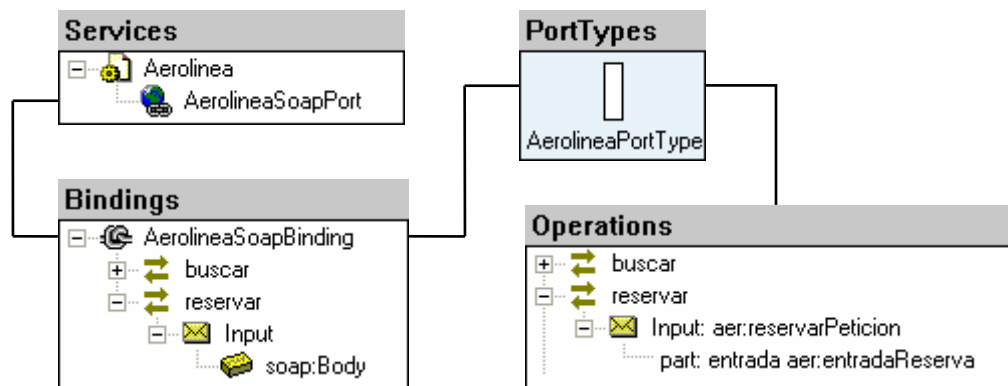 Services
Aerolinea
AerolineaSoapPort
PortTypes
AerolineaPortType
Bindings
AerolineaSoapBinding
buscar
reservar
Input
soap:Body
Operations
buscar
reservar
Input: aer:reservarPeticion
part: entrada aer:entradaReserva